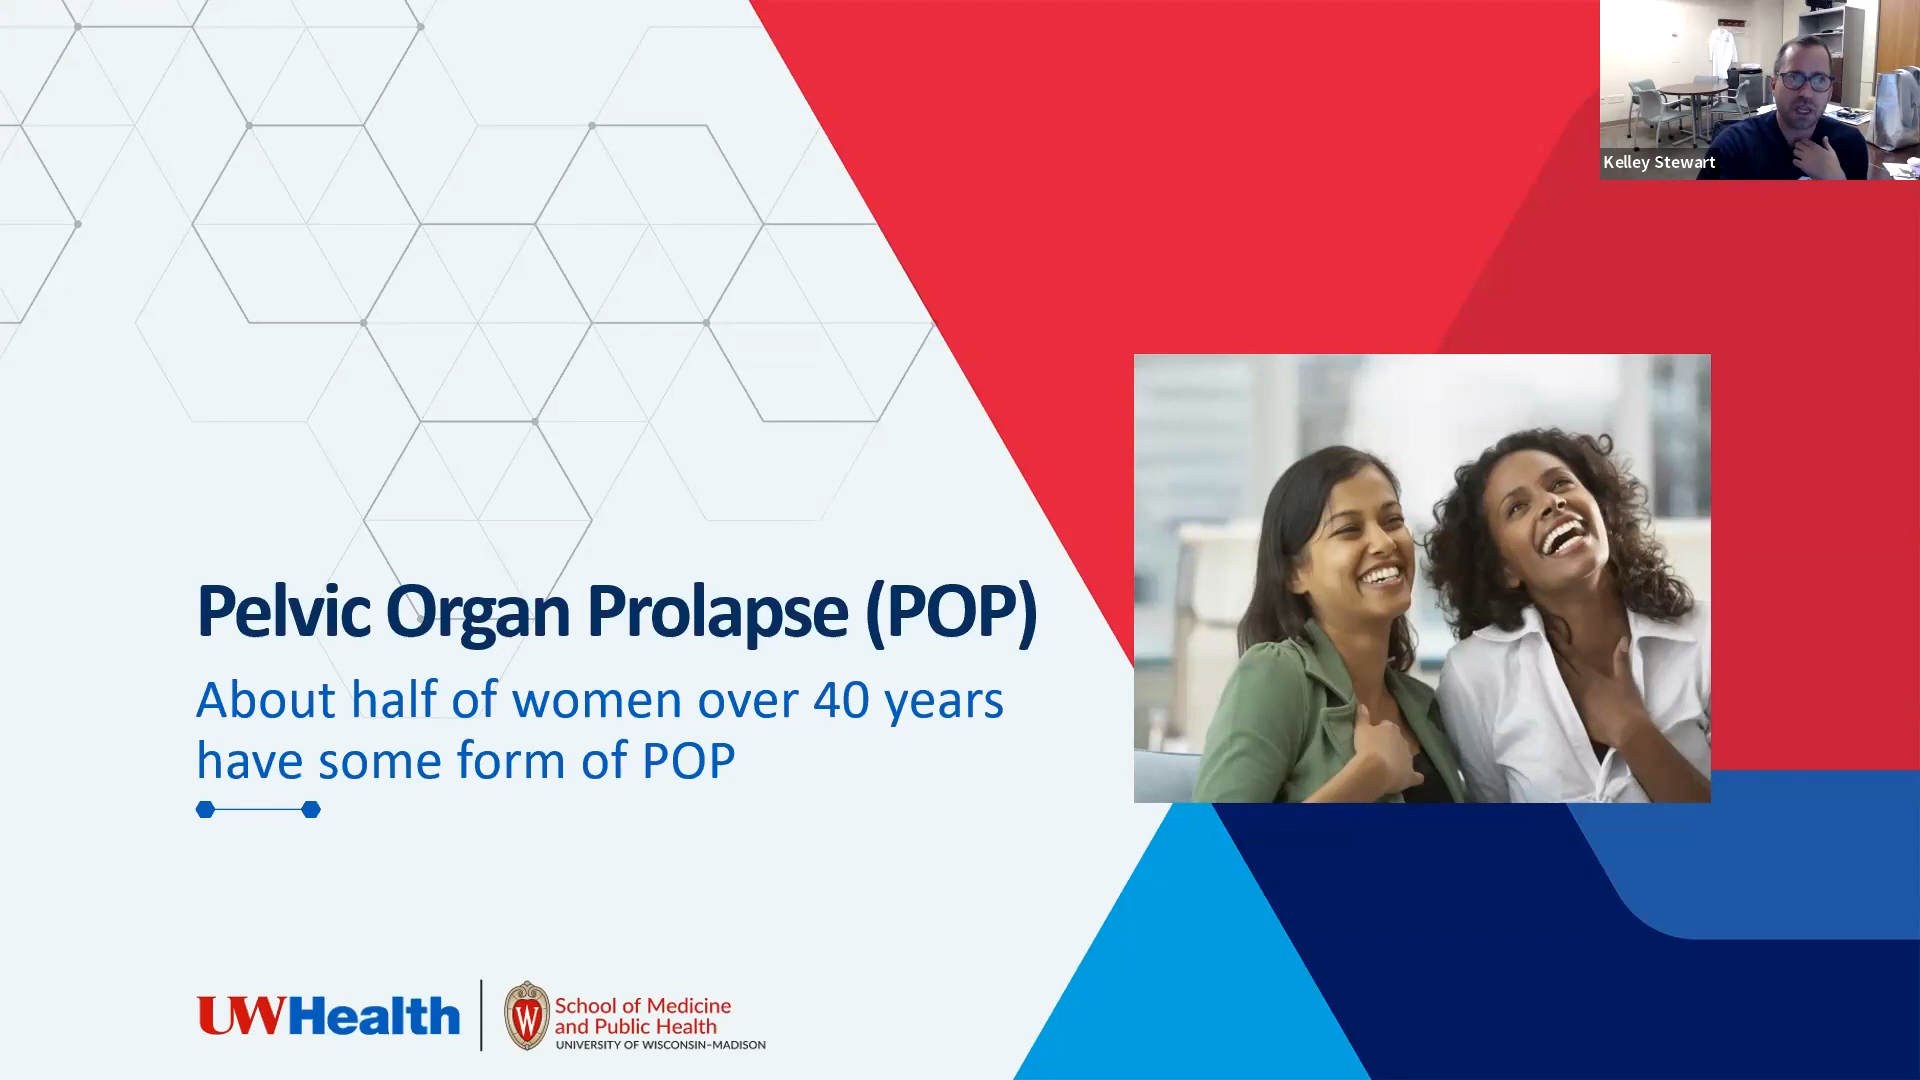 Kelley Stewart
Pelvic Organ Prolapse (POP)
About half of women over 40 years
have some form of POP
UWHealth
W
School of Medicine
and Public Health
UNIVERSITY OF WISCONSIN–MADISON